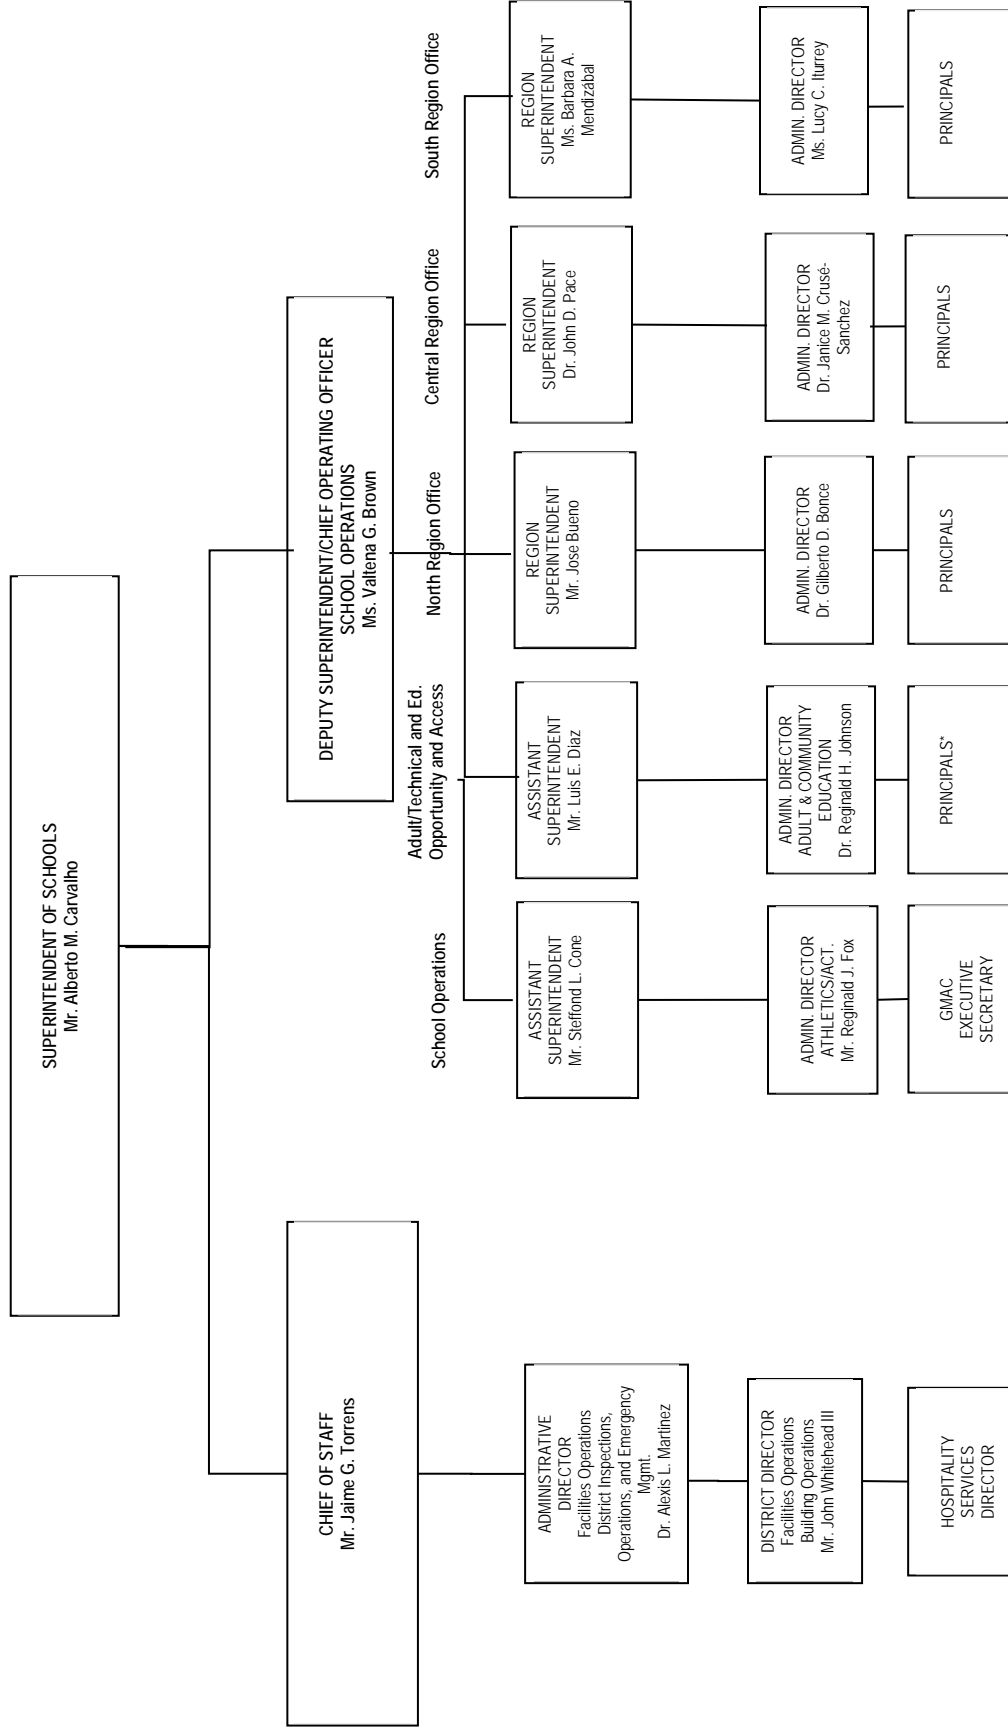 SUPERINTENDENT OF SCHOOLS
Mr. Alberto M. Carvalho
CHIEF OF STAFF
Mr. Jaime G. Torrens
DEPUTY SUPERINTENDENT/CHIEF OPERATING OFFICER
SCHOOL OPERATIONS
Ms. Valtena G. Brown
School Operations
Adult/Technical and Ed.
Opportunity and Access
North Region Office
Central Region Office
South Region Office
ADMINISTRATIVE
DIRECTOR
Facilities Operations
District Inspections,
Operations, and Emergency
Mgmt.
Dr. Alexis L. Martinez
ASSISTANT
SUPERINTENDENT
Mr. Steffond L. Cone
ASSISTANT
SUPERINTENDENT
Mr. Luis E. Diaz
REGION
SUPERINTENDENT
Mr. Jose Bueno
REGION
SUPERINTENDENT
Dr. John D. Pace
REGION
SUPERINTENDENT
Ms. Barbara A.
Mendizábal
DISTRICT DIRECTOR
Facilities Operations
Building Operations
Mr. John Whitehead III
ADMIN. DIRECTOR
ATHLETICS/ACT.
Mr. Reginald J. Fox
ADMIN. DIRECTOR
ADULT & COMMUNITY
EDUCATION
Dr. Reginald H. Johnson
ADMIN. DIRECTOR
Dr. Gilberto D. Bonce
ADMIN. DIRECTOR
Dr. Janice M. Crusé-
Sanchez
ADMIN. DIRECTOR
Ms. Lucy C. Iturrey
HOSPITALITY
SERVICES
DIRECTOR
GMAC
EXECUTIVE
SECRETARY
PRINCIPALS*
PRINCIPALS
PRINCIPALS
PRINCIPALS